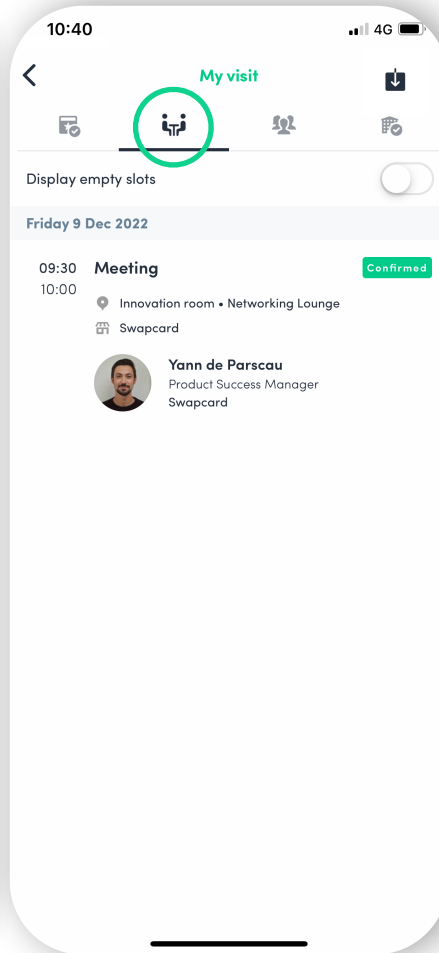 10:40
4G
My visit
Display empty slots
Friday 9 Dec 2022
09:30 Meeting Confirmed
10:00
Innovation room • Networking Lounge
Swapcard
Yann de Parscau
Product Success Manager
Swapcard